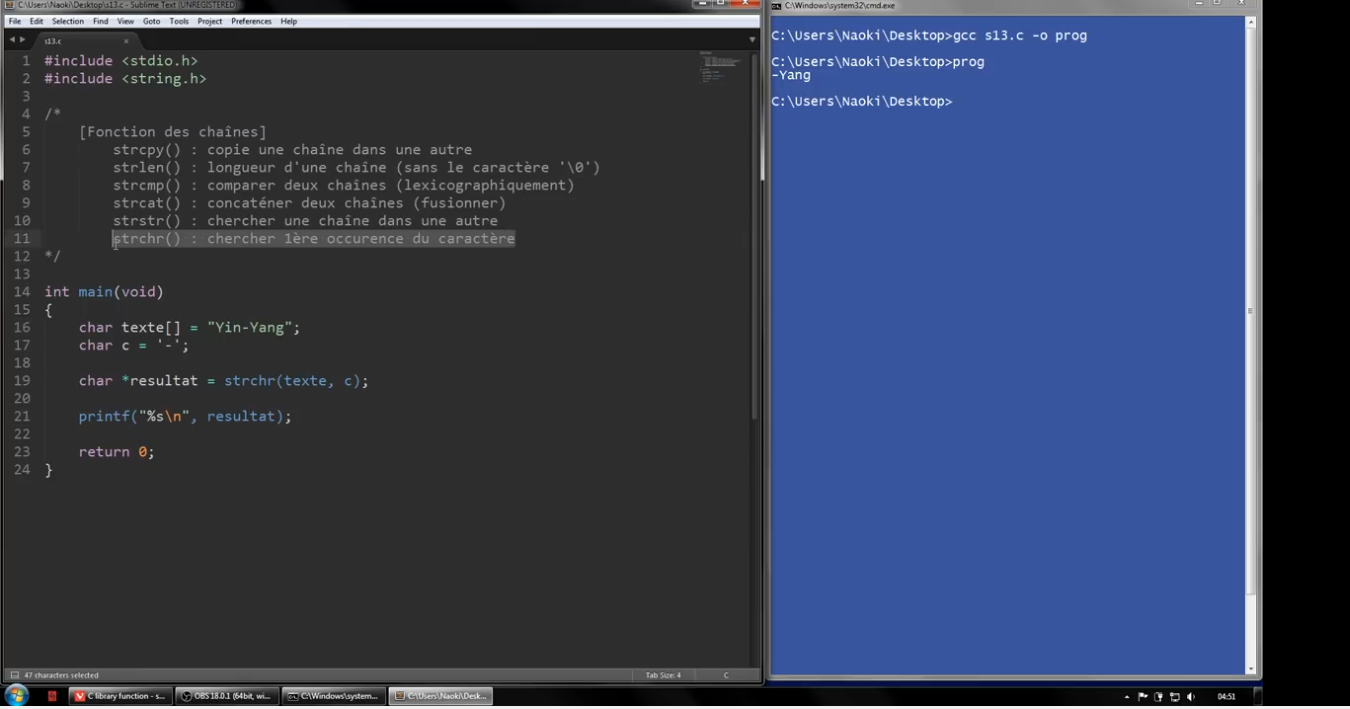 C:\Users\Naoki\Desktop\s13.c - Sublime Text (UNREGISTERED)
File Edit Selection Find View Goto Tools Project Preferences Help
s13.c ×
1 #include <stdio.h>
2 #include <string.h>
3
4 /*
5 [Fonction des chaînes]
6 strcpy() : copie une chaîne dans une autre
7 strlen() : longueur d'une chaîne (sans le caractère '\0')
8 strcmp() : comparer deux chaînes (lexicographiquement)
9 strcat() : concaténer deux chaînes (fusionner)
10 strstr() : chercher une chaîne dans une autre
11 strchr() : chercher 1ère occurence du caractère
12 */
13
14 int main(void)
15 {
16 char texte[] = "Yin-Yang";
17 char c = '-';
18
19 char *resultat = strchr(texte, c);
20
21 printf("%s\n", resultat);
22
23 return 0;
24 }
47 characters selected
Tab Size: 4
C
C:\Windows\system32\cmd.exe
C:\Users\Naoki\Desktop>gcc s13.c -o prog
C:\Users\Naoki\Desktop>prog
-Yang
C:\Users\Naoki\Desktop>
C library function - s...
OBS 18.0.1 (64bit, wi...
C:\Windows\system...
C:\Users\Naoki\Desk...
04:51